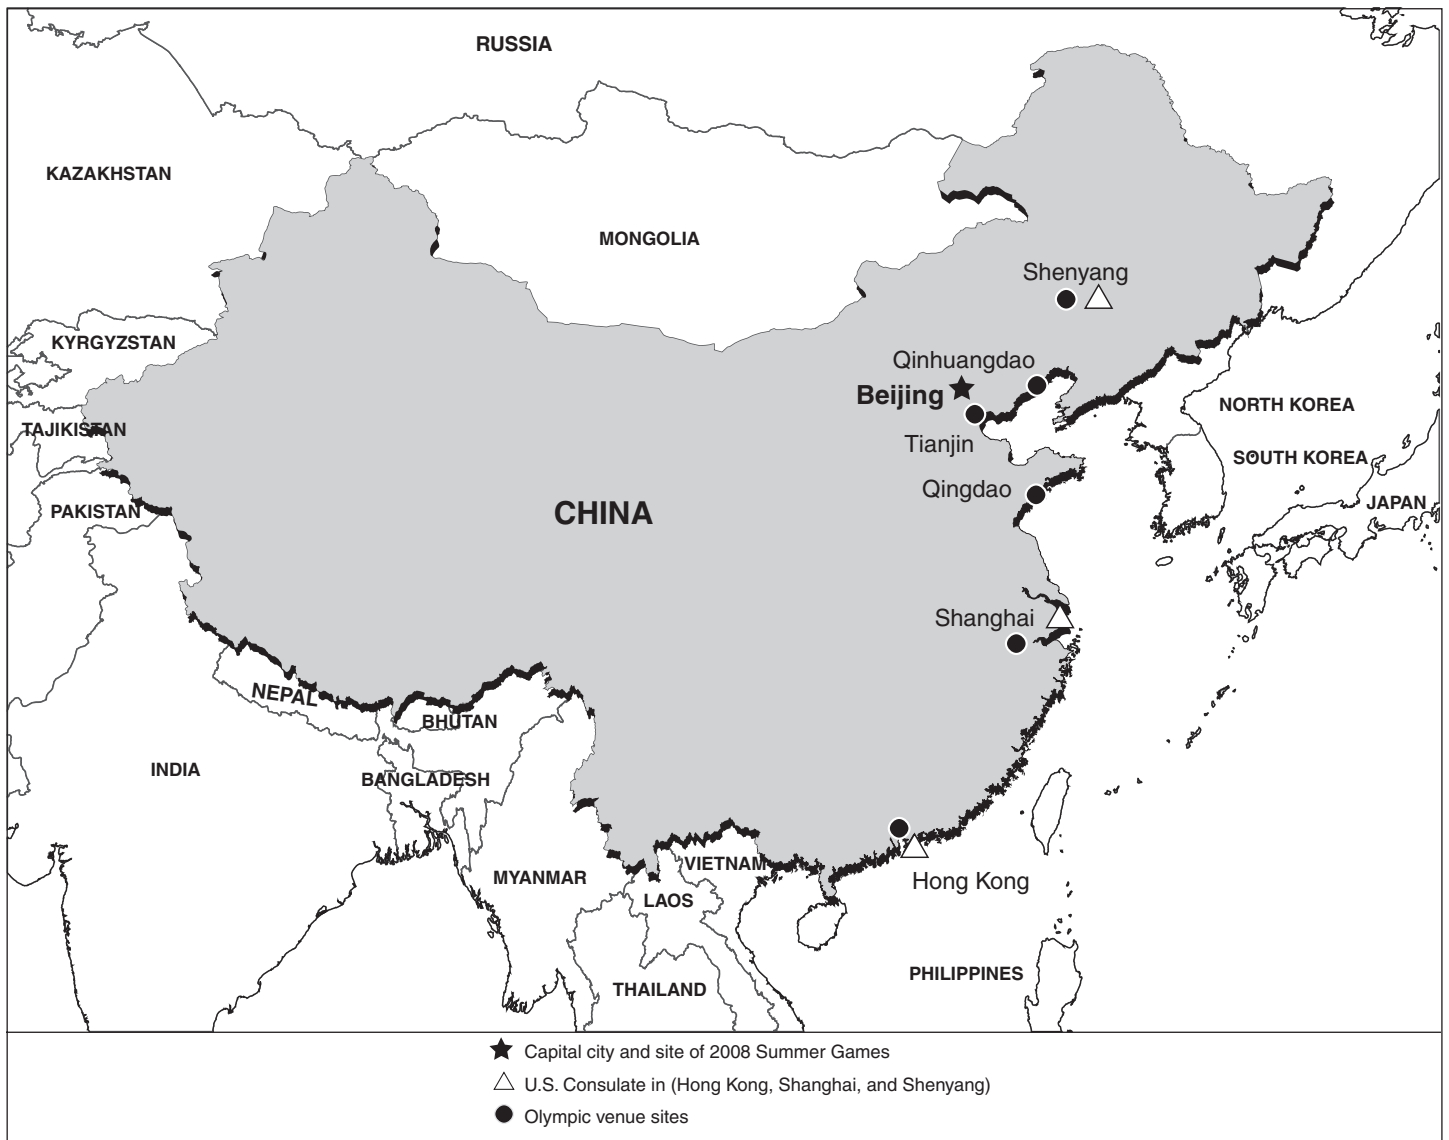 RUSSIA
KAZAKHSTAN
MONGOLIA
Shenyang
KYRGYZSTAN
Qinhuangdao
Beijing
NORTH KOREA
TAJIKISTAN
Tianjin
SOUTH KOREA
Qingdao
JAPAN
PAKISTAN
CHINA
Shanghai
NEPAL
BHUTAN
INDIA
BANGLADESH
VIETNAM
MYANMAR
Hong Kong
LAOS
PHILIPPINES
THAILAND
Capital city and site of 2008 Summer Games
U.S. Consulate in (Hong Kong, Shanghai, and Shenyang)
Olympic venue sites